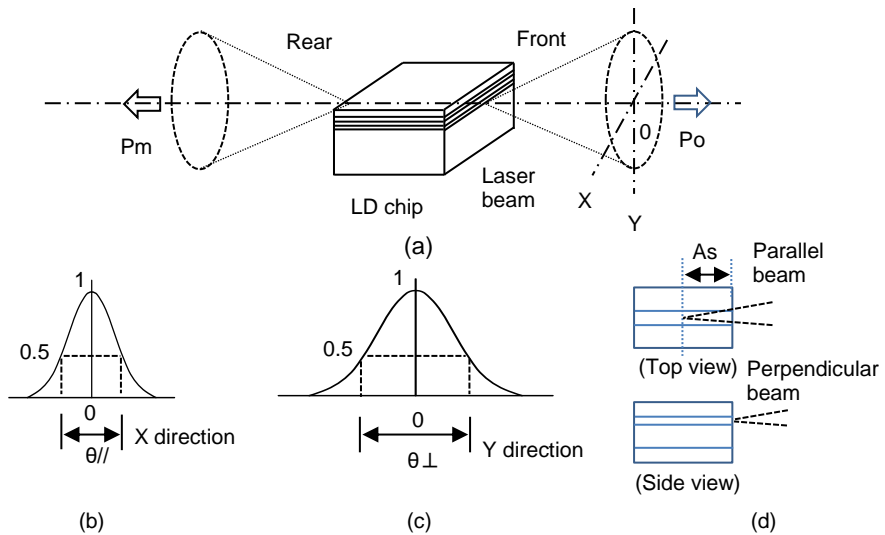 Rear
Front
Pm
0
Po
LD chip
Laser
beam
X
Y
(a)
1
0.5
0
X direction
θ//
(b)
1
0.5
0
Y direction
θ⊥
(c)
As
Parallel
beam
(Top view)
Perpendicular
beam
(Side view)
(d)